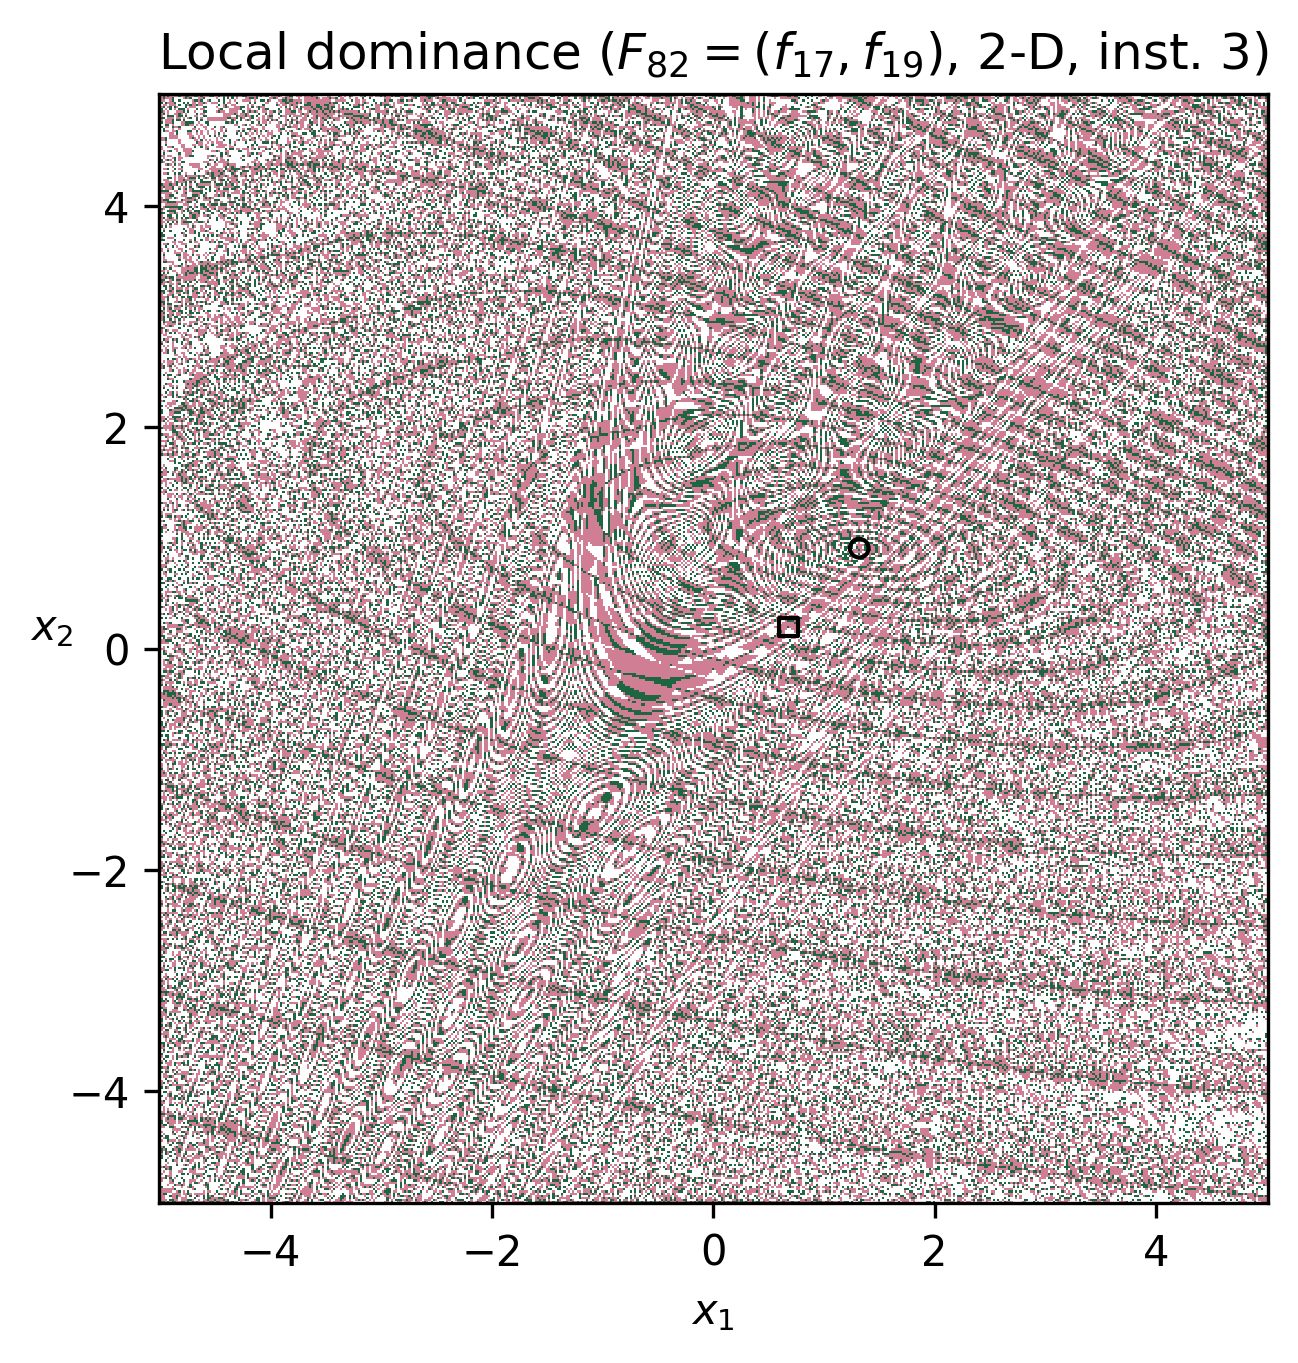 Local dominance (F₈₂ = (f₁₇, f₁₉), 2-D, inst. 3)
4
2
x₂
0
−2
−4
−4 −2 0 2 4
x₁